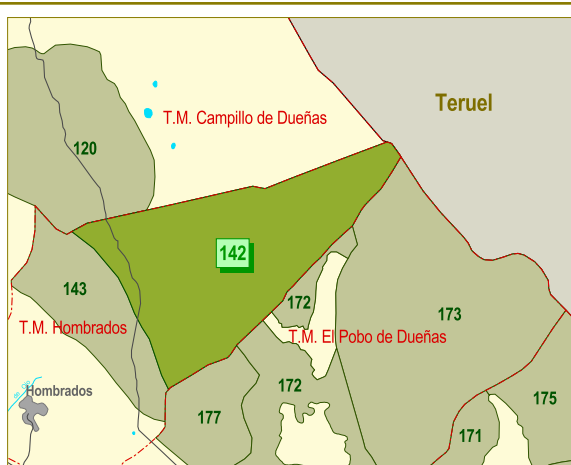 Teruel
T.M. Campillo de Dueñas
120
142
143
172
173
T.M. Hombrados
T.M. El Pobo de Dueñas
172
Hombrados
175
177
171